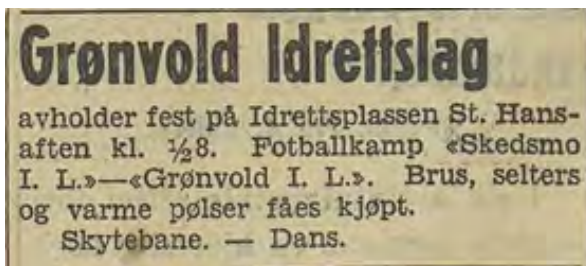 Grønvold Idrettslag
avholder fest på Idrettsplassen St. Hans-
aften kl. ½8. Fotballkamp «Skedsmo
I. L.»—«Grønvold I. L.». Brus, selters
og varme pølser fåes kjøpt.
Skytebane. — Dans.